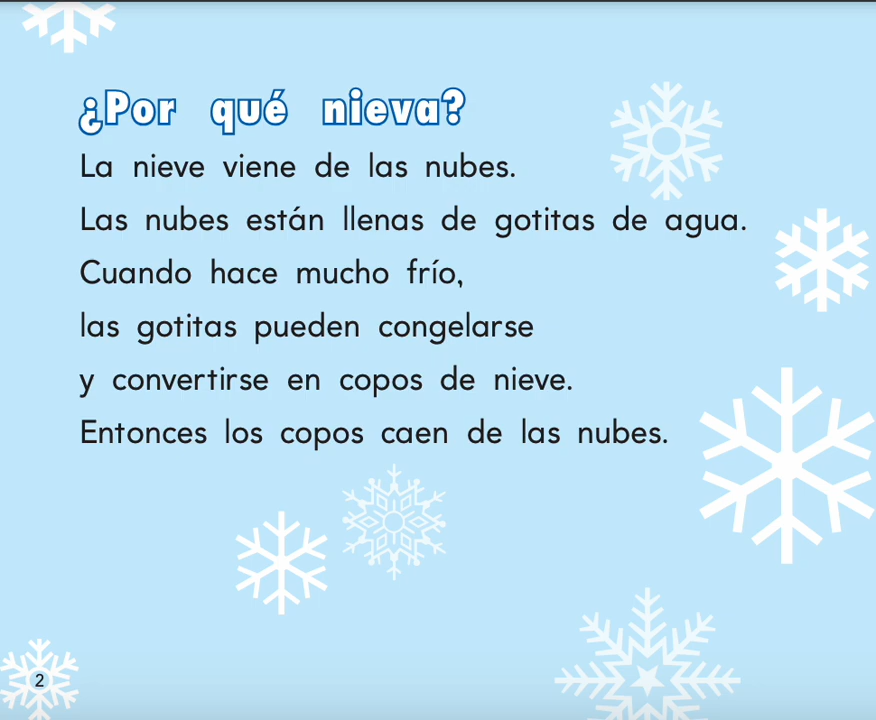 ¿Por qué nieva?
La nieve viene de las nubes.
Las nubes están llenas de gotitas de agua.
Cuando hace mucho frío,
las gotitas pueden congelarse
y convertirse en copos de nieve.
Entonces los copos caen de las nubes.
2